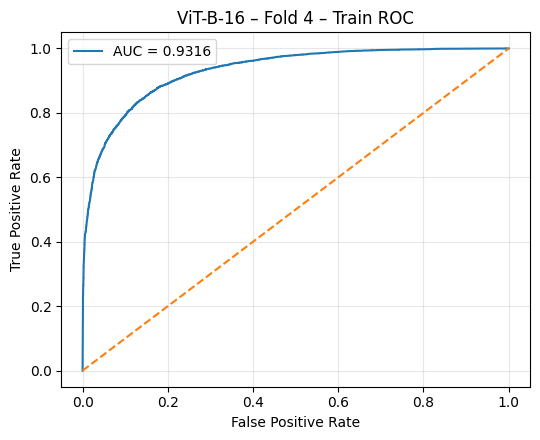 ViT-B-16 – Fold 4 – Train ROC
AUC = 0.9316
True Positive Rate
1.0
0.8
0.6
0.4
0.2
0.0
0.0 0.2 0.4 0.6 0.8 1.0
False Positive Rate